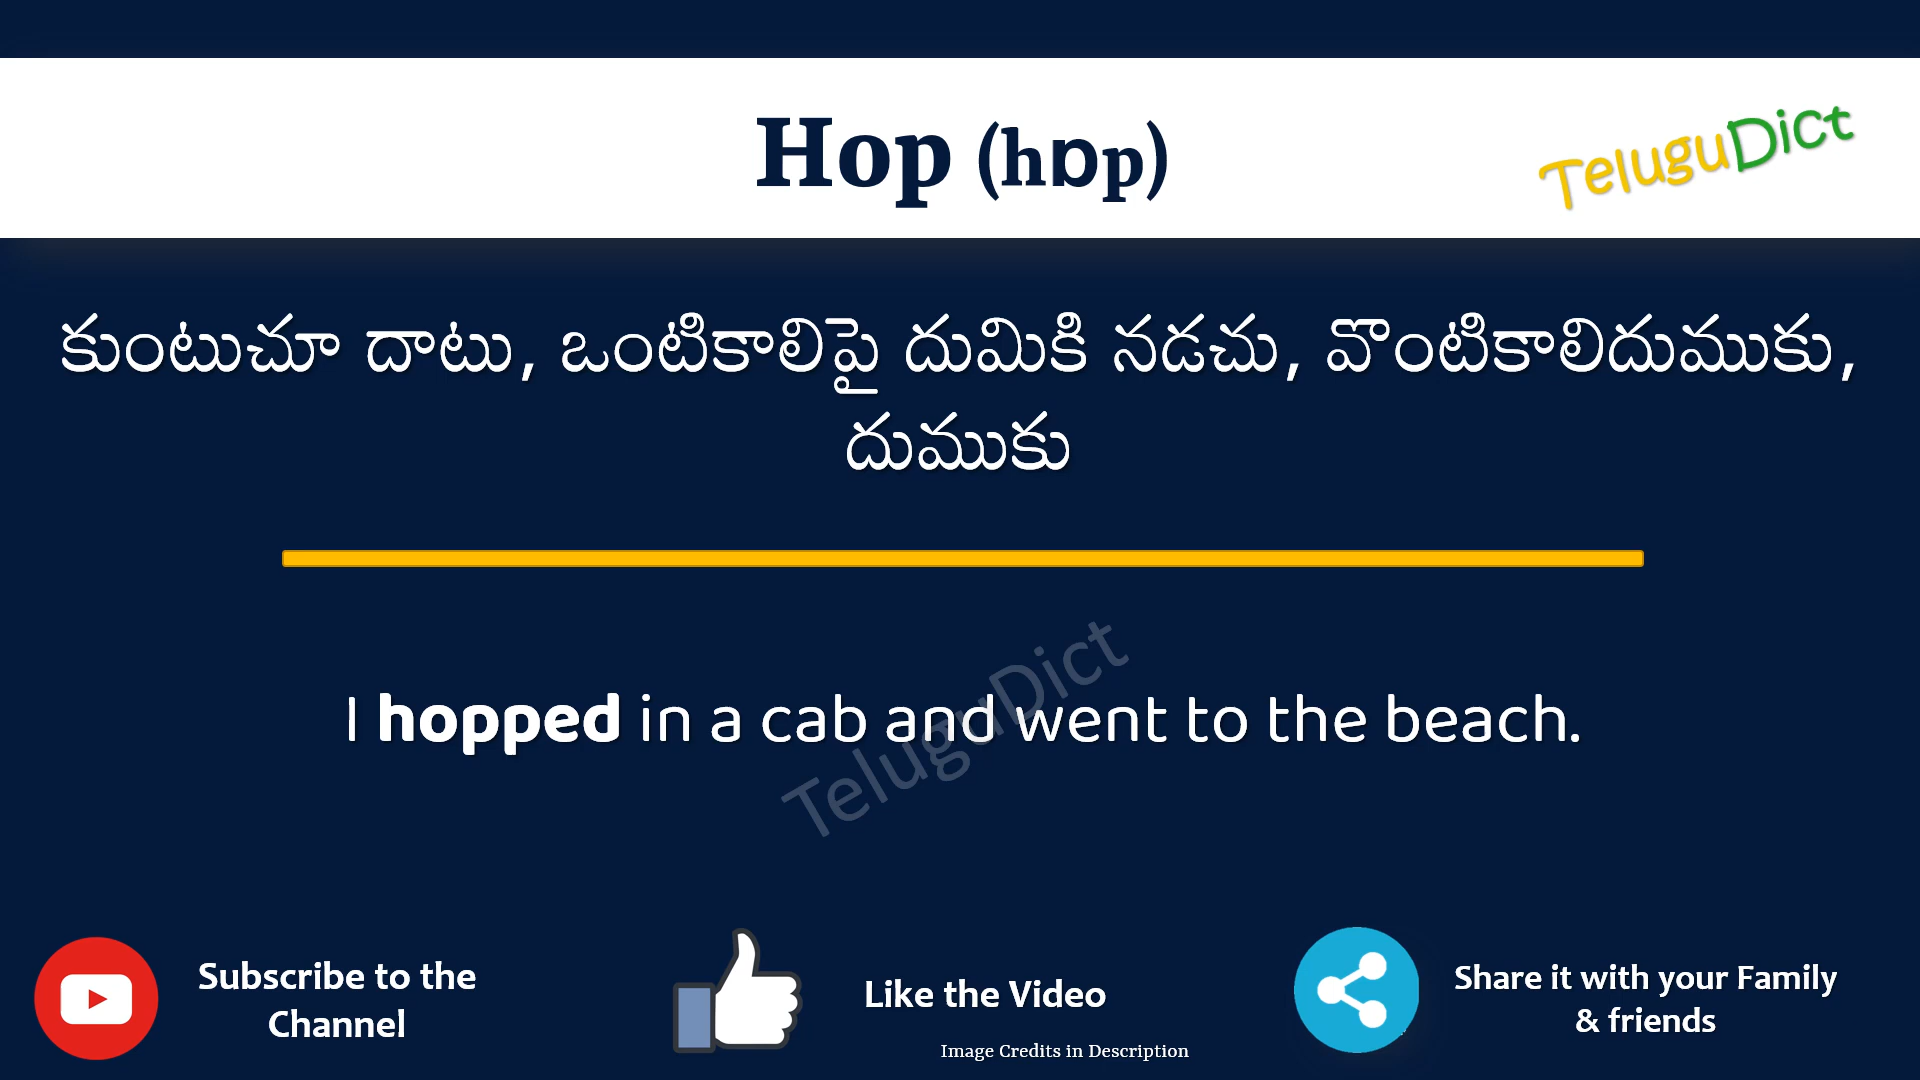 Hop (hɒp)
TeluguDict
కుంటుచూ దాటు, ఒంటికాలిపై దుమికి నడచు, వొంటికాలిదుముకు,
దుముకు
I hopped in a cab and went to the beach.
TeluguDict
Subscribe to the
Channel
Like the Video
Share it with your Family
& friends
Image Credits in Description